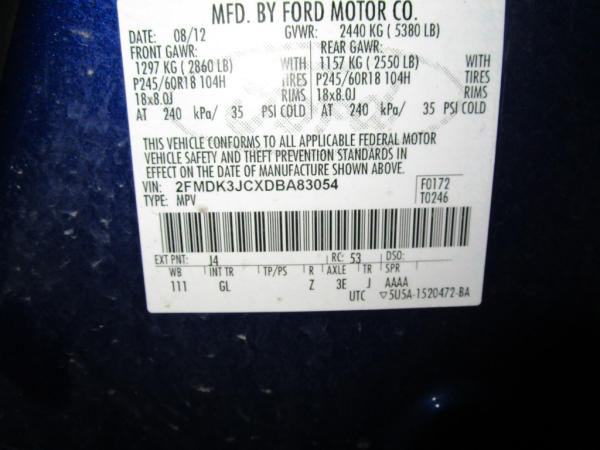 MFD. BY FORD MOTOR CO.
DATE: 08/12 GVWR: 2440 KG ( 5380 LB)
FRONT GAWR: REAR GAWR:
1297 KG ( 2860 LB) WITH 1157 KG ( 2550 LB) WITH
P245/60R18 104H TIRES P245/60R18 104H TIRES
18x8.0J RIMS 18x8.0J RIMS
AT 240 kPa/ 35 PSI COLD AT 240 kPa/ 35 PSI COLD
THIS VEHICLE CONFORMS TO ALL APPLICABLE FEDERAL MOTOR
VEHICLE SAFETY AND THEFT PREVENTION STANDARDS IN
EFFECT ON THE DATE OF MANUFACTURE SHOWN ABOVE.
VIN: 2FMDK3JCXDBA83054 F0172
TYPE: MPV T0246
EXT PNT: J4 RC: 53 DSO:
WB INT TR TP/PS R AXLE TR SPR
111 GL Z 3E J AAAA
UTC ▽5U5A-1520472-BA